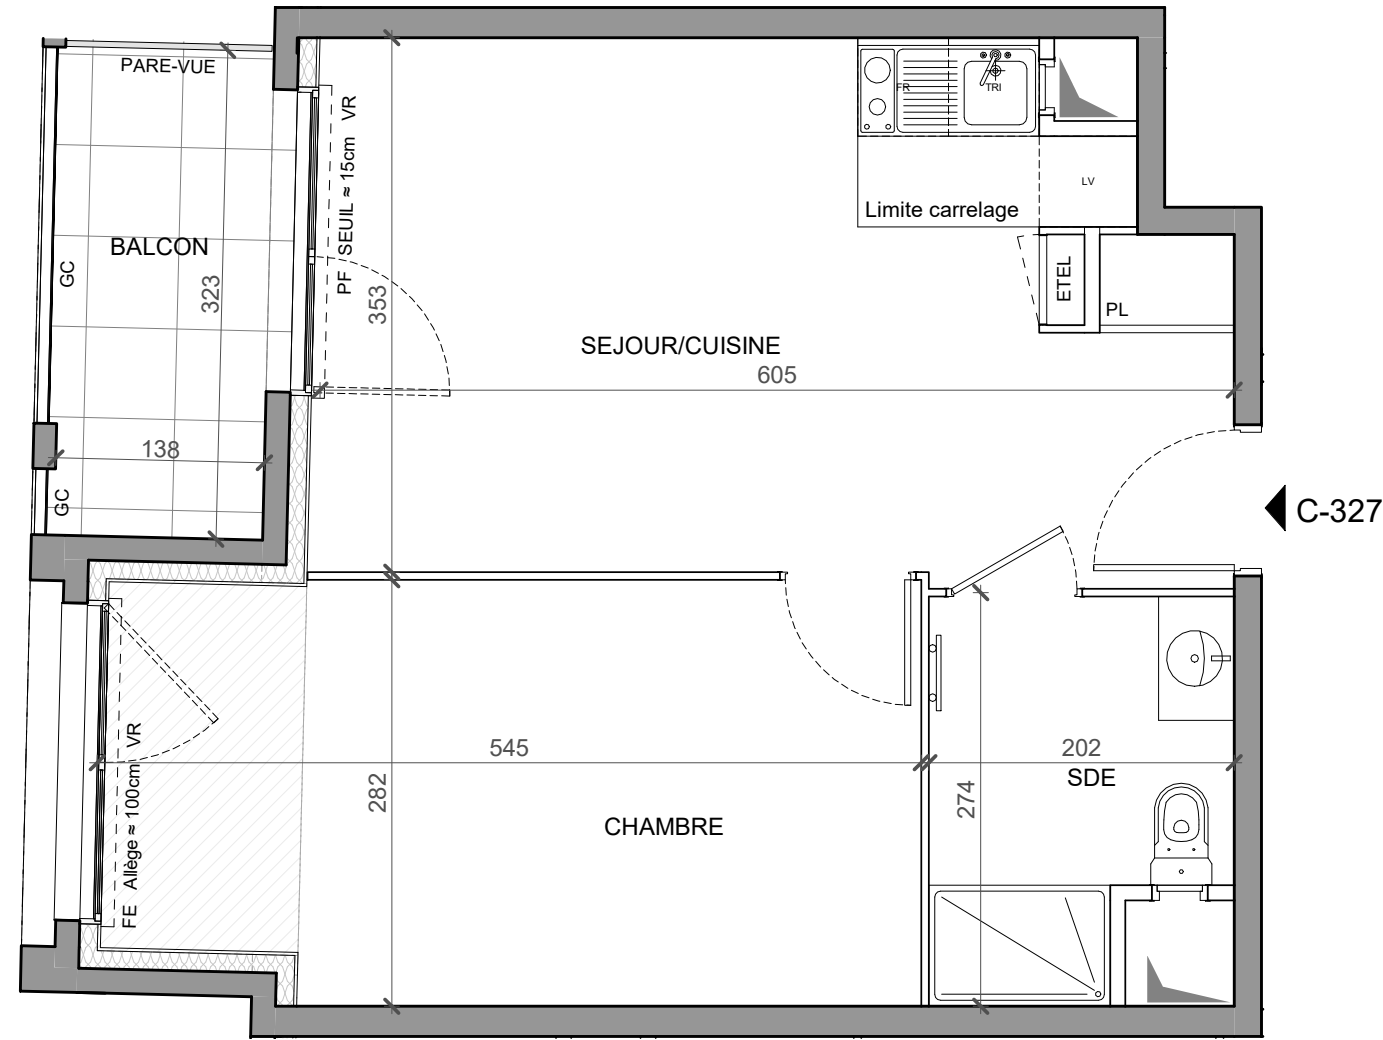 PARE-VUE
BALCON
GC
323
138
GC
PF SEUIL ≈ 15cm VR
353
FR
TRI
LV
Limite carrelage
ETEL
PL
SEJOUR/CUISINE
605
C-327
545
282
CHAMBRE
FE Allège ≈ 100cm VR
202
SDE
274